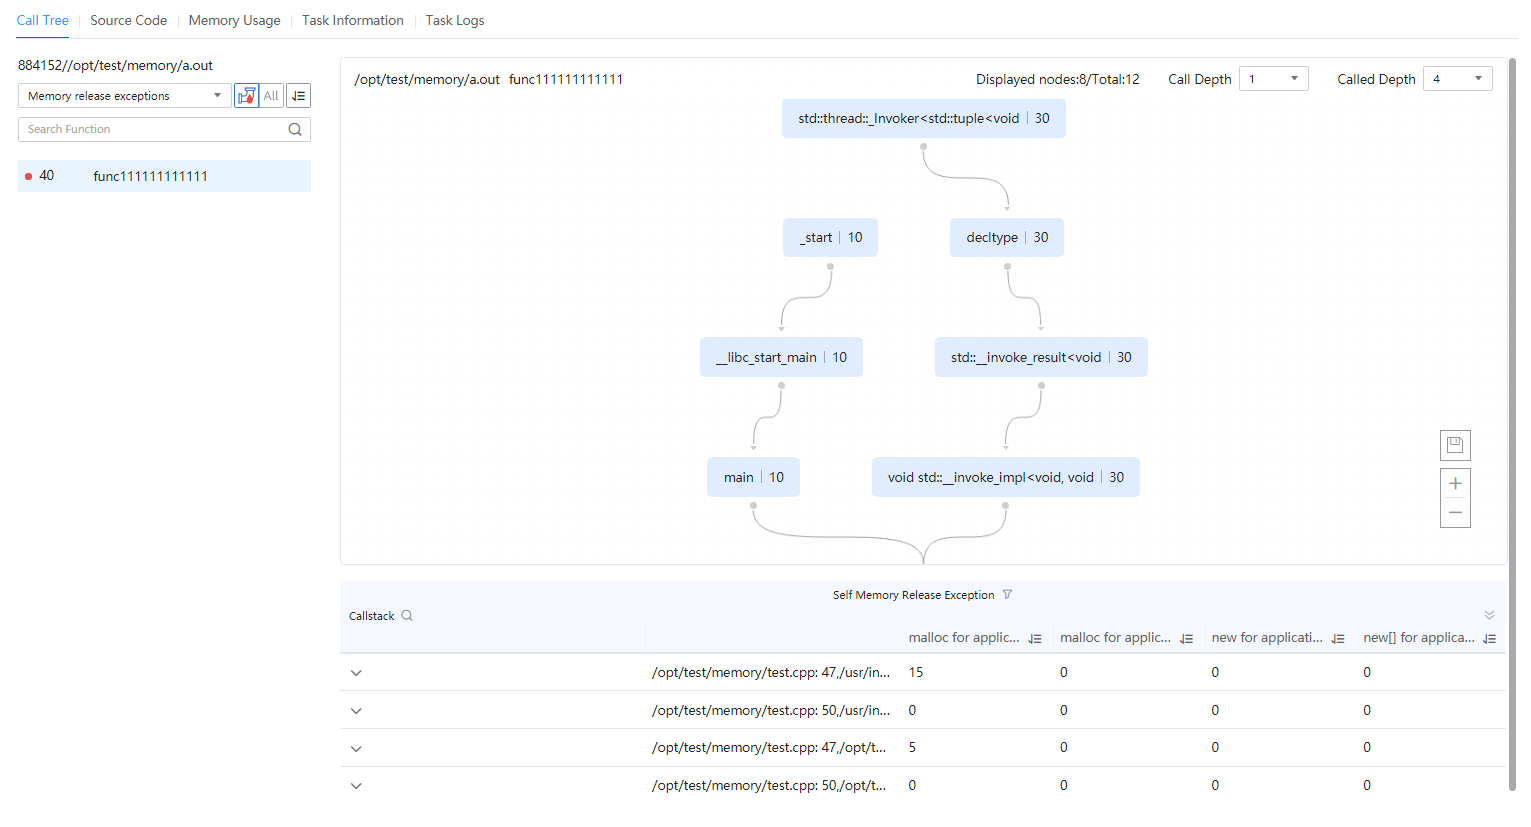 Call Tree Source Code Memory Usage Task Information Task Logs
884152//opt/test/memory/a.out
Memory release exceptions All
Search Function
40 func111111111111
/opt/test/memory/a.out func111111111111 Displayed nodes:8/Total:12 Call Depth 1 Called Depth 4
std::thread::_Invoker<std::tuple<void 30
_start 10 decltype 30
__libc_start_main 10 std::__invoke_result<void 30
main 10 void std::__invoke_impl<void, void 30
Self Memory Release Exception
Callstack
malloc for applic... malloc for applic... new for applicati... new[] for applica...
/opt/test/memory/test.cpp: 47,/usr/in... 15 0 0 0
/opt/test/memory/test.cpp: 50,/usr/in... 0 0 0 0
/opt/test/memory/test.cpp: 47,/opt/t... 5 0 0 0
/opt/test/memory/test.cpp: 50,/opt/t... 0 0 0 0